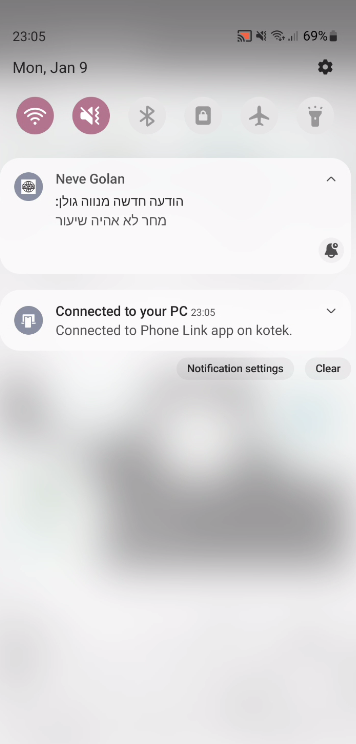 23:05
69%
Mon, Jan 9
Neve Golan
הודעה חדשה מנווה גולן:
מחר לא אהיה שיעור
Connected to your PC 23:05
Connected to Phone Link app on kotek.
Notification settings
Clear